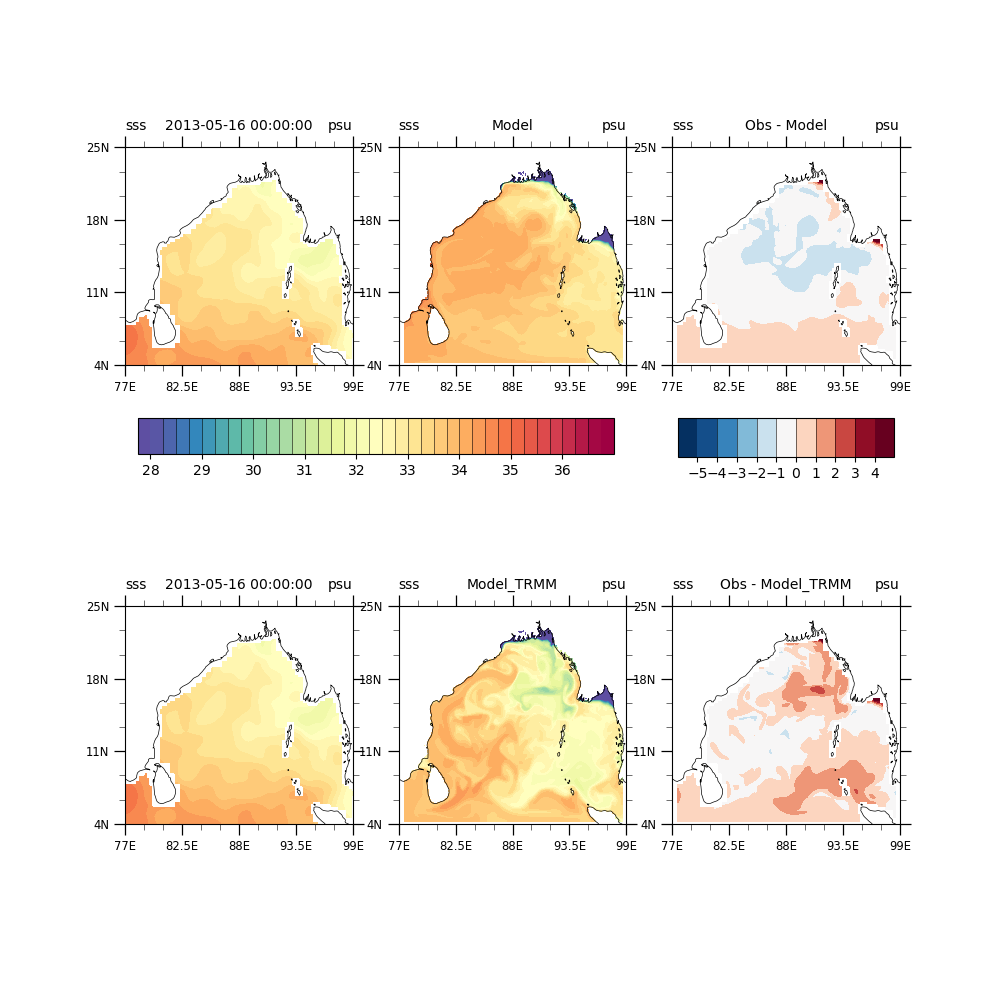 sss 2013-05-16 00:00:00 psu sss Model psu sss Obs - Model psu
25N 25N 25N
18N 18N 18N
11N 11N 11N
4N 4N 4N
77E 82.5E 88E 93.5E 99E 77E 82.5E 88E 93.5E 99E 77E 82.5E 88E 93.5E 99E
28 29 30 31 32 33 34 35 36 −5 −4 −3 −2 −1 0 1 2 3 4
sss 2013-05-16 00:00:00 psu sss Model_TRMM psu sss Obs - Model_TRMM psu
25N 25N 25N
18N 18N 18N
11N 11N 11N
4N 4N 4N
77E 82.5E 88E 93.5E 99E 77E 82.5E 88E 93.5E 99E 77E 82.5E 88E 93.5E 99E